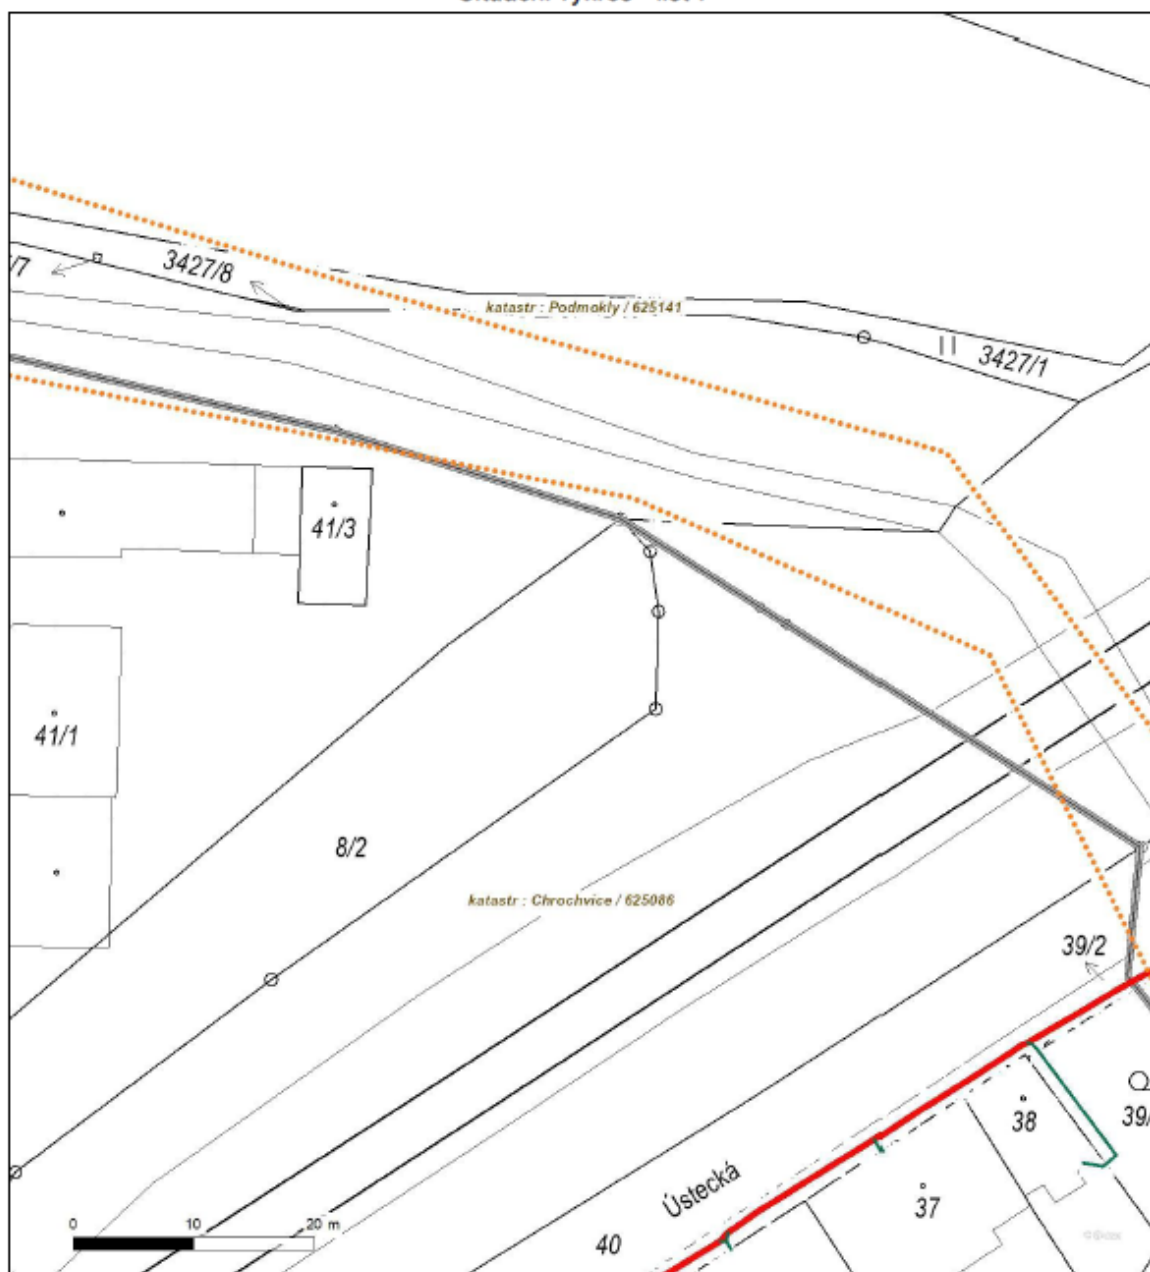 3427/8
katastr : Podmokly / 625141
3427/1
41/3
41/1
8/2
katastr : Chrochvice / 625086
39/2
38
39/
Ústecká
37
40
0 10 20 m